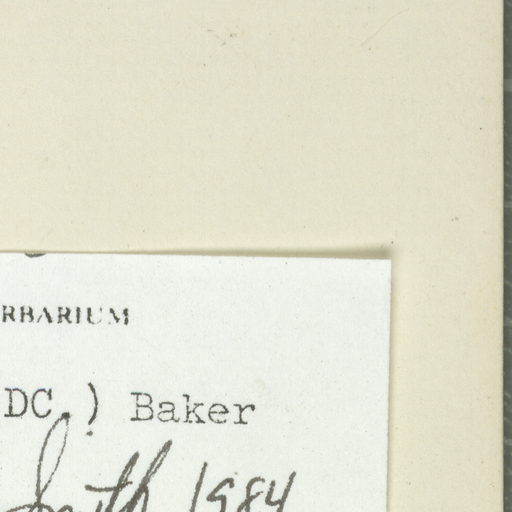 RBARIUM
DC.) Baker
Smith 1984